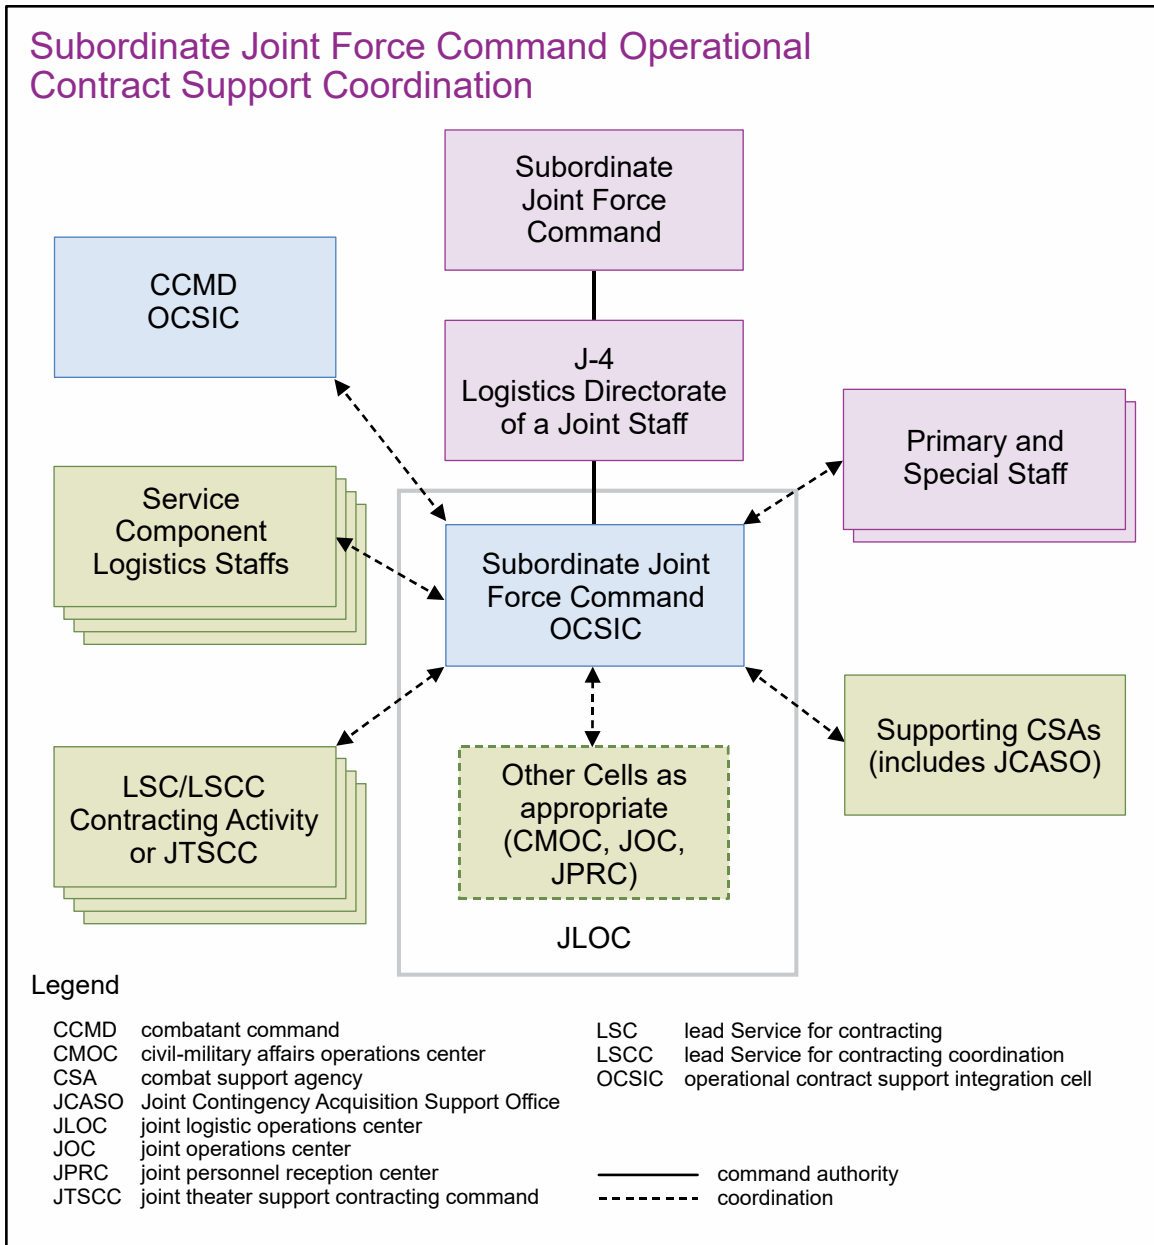 Subordinate Joint Force Command Operational
Contract Support Coordination
Subordinate
Joint Force
Command
CCMD
OCSIC
J-4
Logistics Directorate
of a Joint Staff
Primary and
Special Staff
Service
Component
Logistics Staffs
Subordinate Joint
Force Command
OCSIC
LSC/LSCC
Contracting Activity
or JTSCC
Other Cells as
appropriate
(CMOC, JOC,
JPRC)
Supporting CSAs
(includes JCASO)
JLOC
Legend
CCMD combatant command
CMOC civil-military affairs operations center
CSA combat support agency
JCASO Joint Contingency Acquisition Support Office
JLOC joint logistic operations center
JOC joint operations center
JPRC joint personnel reception center
JTSCC joint theater support contracting command
LSC lead Service for contracting
LSCC lead Service for contracting coordination
OCSIC operational contract support integration cell
command authority
coordination